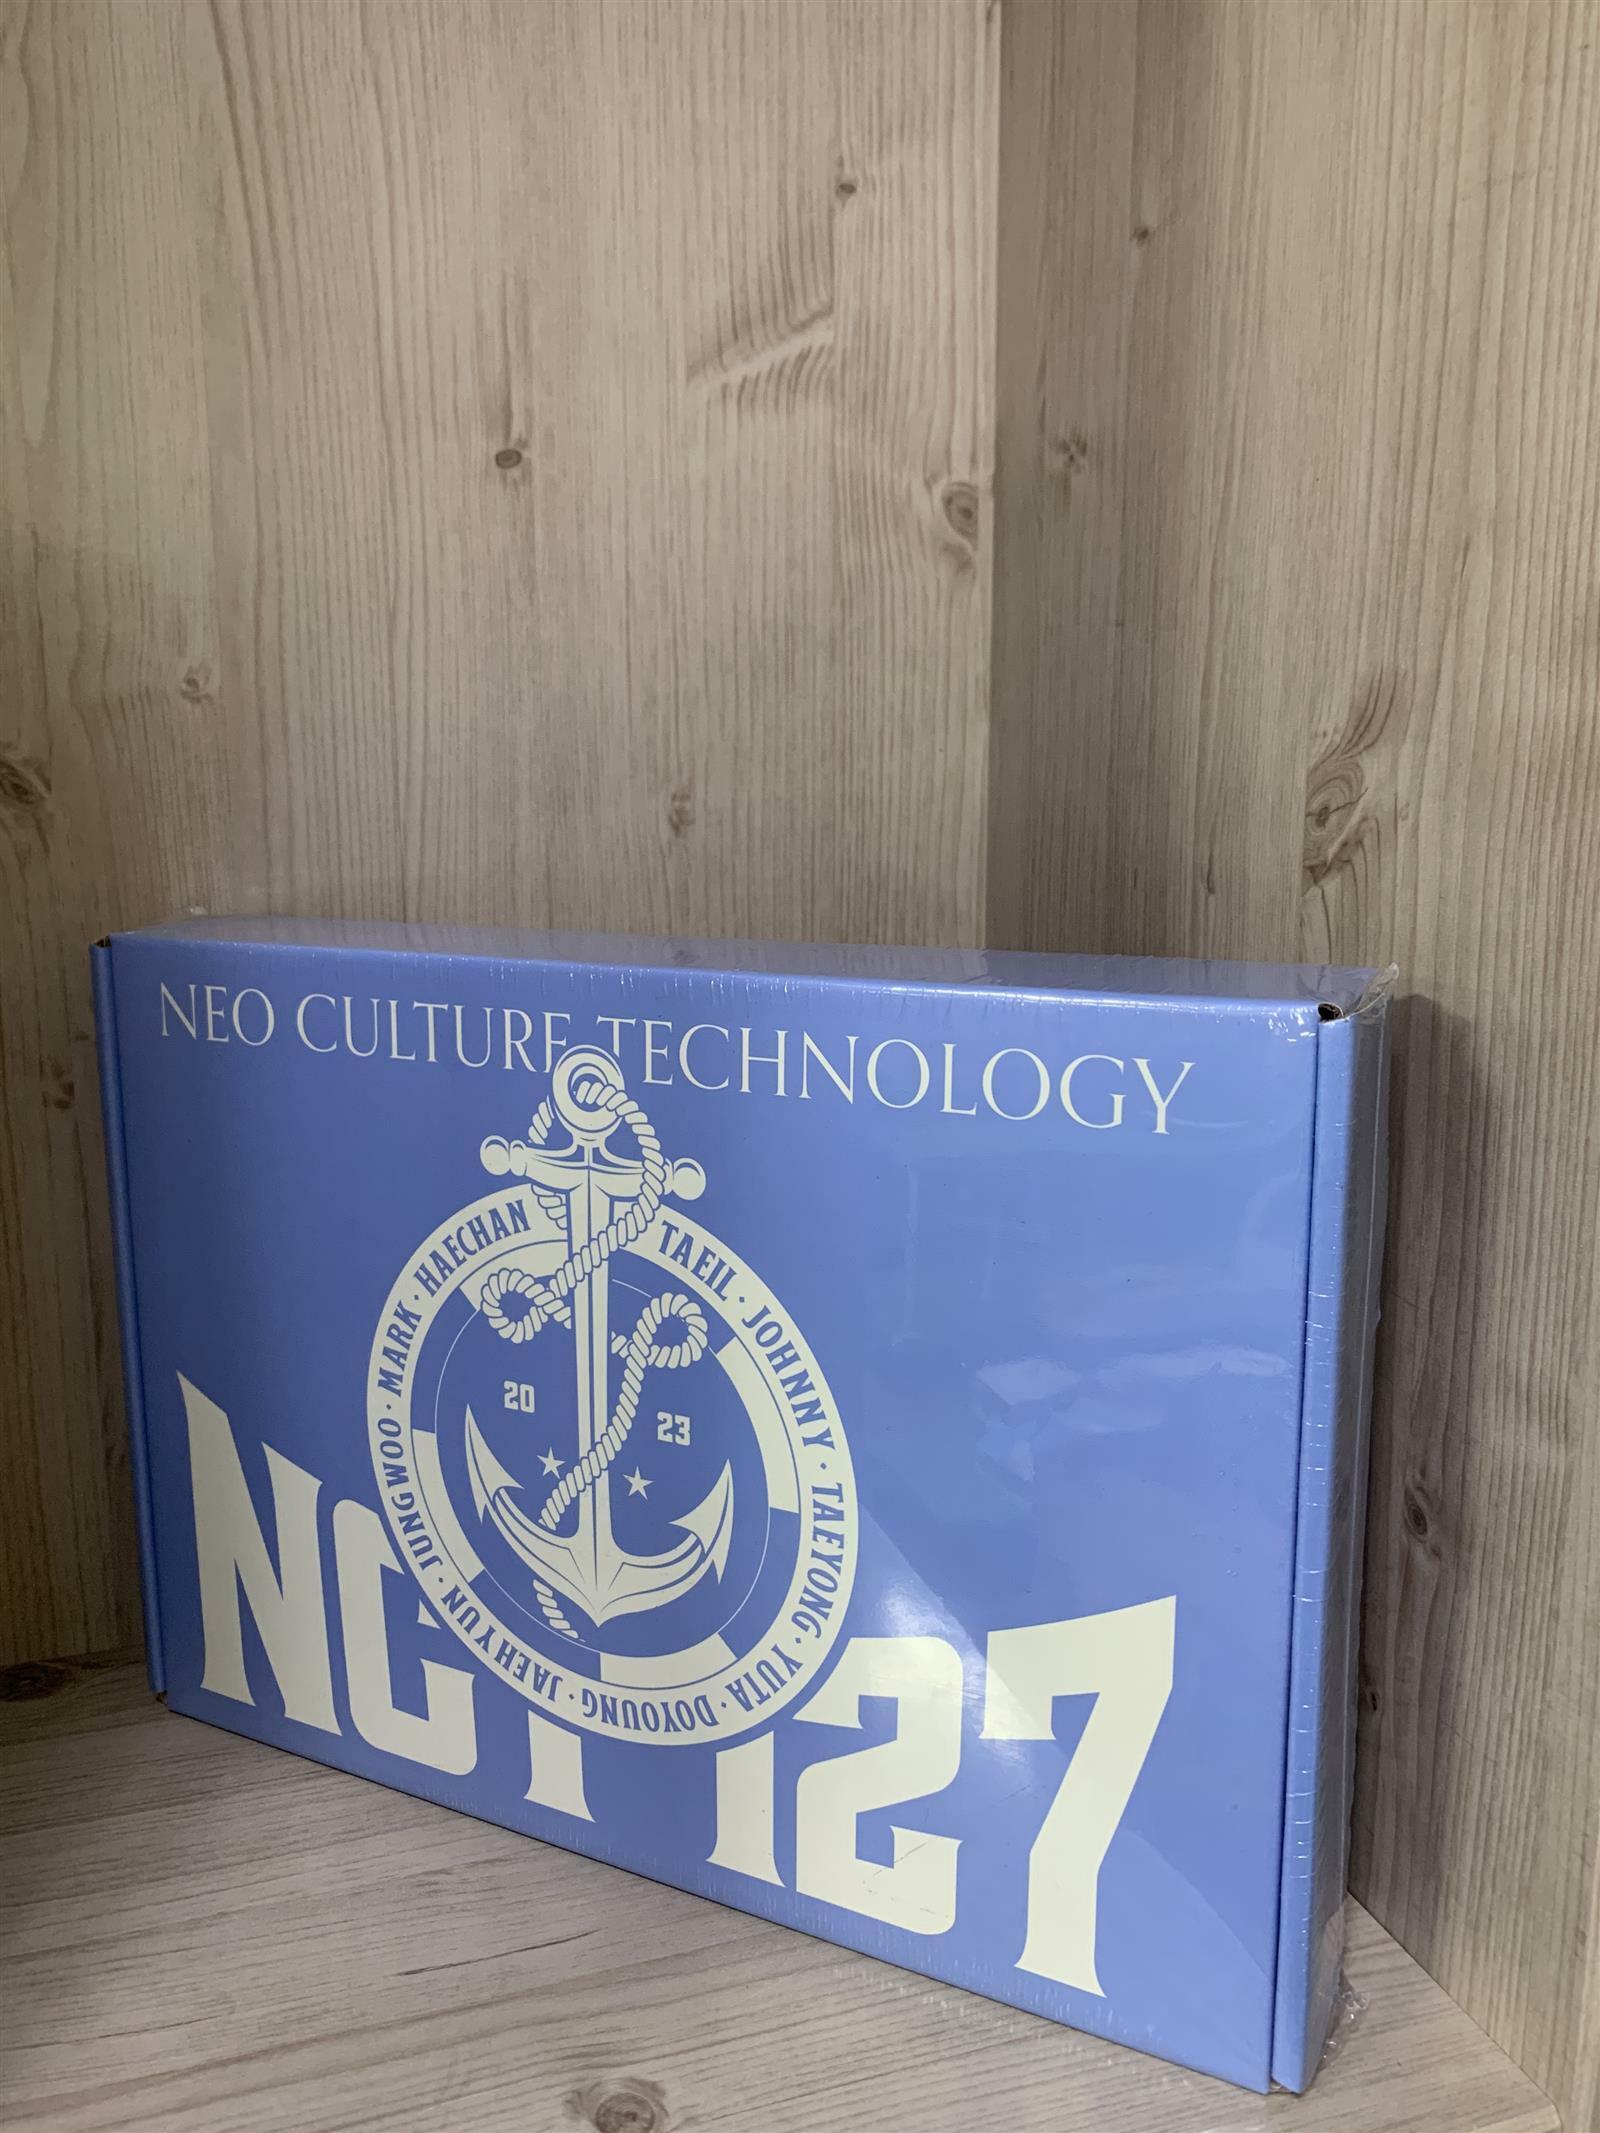 NEO CULTURE TECHNOLOGY
TAEIL · JOHNNY · TAEYONG · YUTA · DOYOUNG · JAEHYUN · JUNGWOO · MARK · HAECHAN
20 23
NCT 127